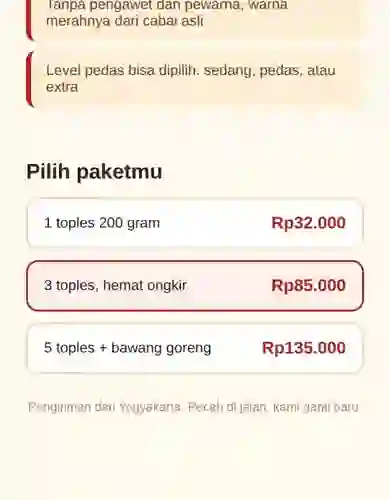 Tanpa pengawet dan pewarna, warna
merahnya dari cabai asli
Level pedas bisa dipilih. sedang, pedas, atau
extra
Pilih paketmu
1 toples 200 gram
Rp32.000
3 toples, hemat ongkir
Rp85.000
5 toples + bawang goreng
Rp135.000
Pengiriman dari Yogyakarta. Pecah di jalan, kami ganti baru.